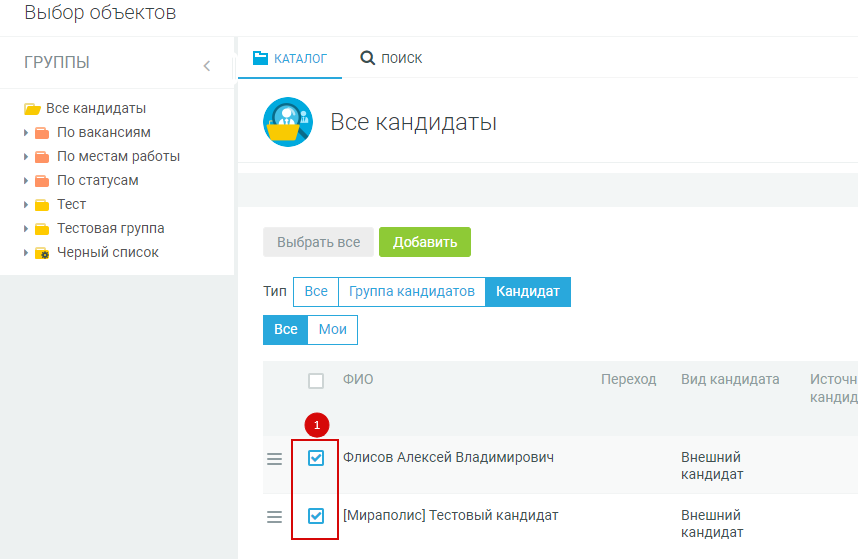 Выбор объектов
ГРУППЫ
Все кандидаты
По вакансиям
По местам работы
По статусам
Тест
Тестовая группа
Черный список
КАТАЛОГ
ПОИСК
Все кандидаты
Выбрать все
Добавить
Тип
Все
Группа кандидатов
Кандидат
Все
Мои
ФИО
Переход
Вид кандидата
Источн
кандид
1
Флисов Алексей Владимирович
Внешний
кандидат
[Мираполис] Тестовый кандидат
Внешний
кандидат